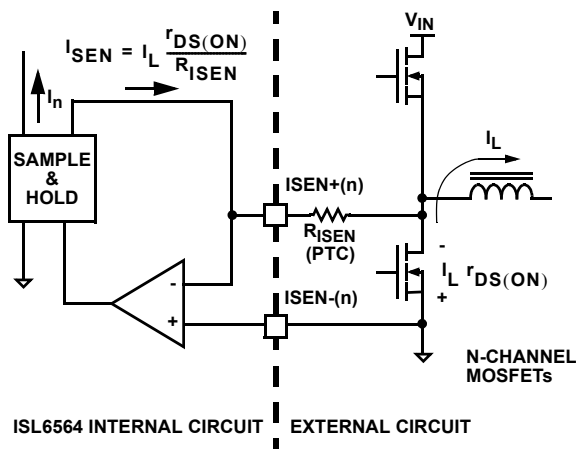 I_SEN = I_L r_DS(ON) / R_ISEN
I_n
SAMPLE
&
HOLD
-
+
ISEN+(n)
R_ISEN
(PTC)
ISEN-(n)
V_IN
I_L
-
I_L r_DS(ON)
+
N-CHANNEL
MOSFETs
ISL6564 INTERNAL CIRCUIT
EXTERNAL CIRCUIT